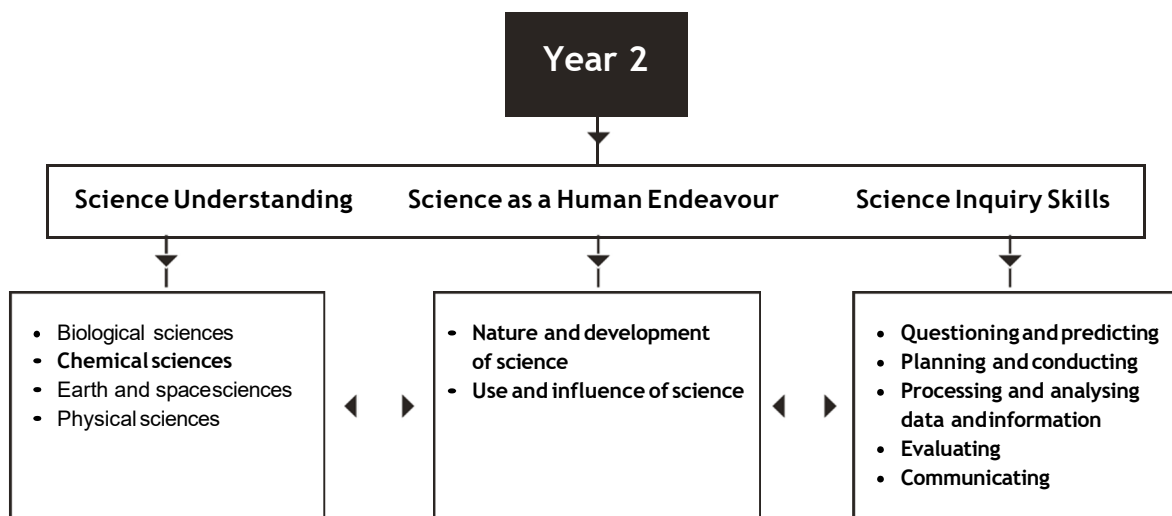 Year 2
Science Understanding
Science as a Human Endeavour
Science Inquiry Skills
• Biological sciences
• Chemical sciences
• Earth and space sciences
• Physical sciences
• Nature and development
of science
• Use and influence of science
• Questioning and predicting
• Planning and conducting
• Processing and analysing
data and information
• Evaluating
• Communicating